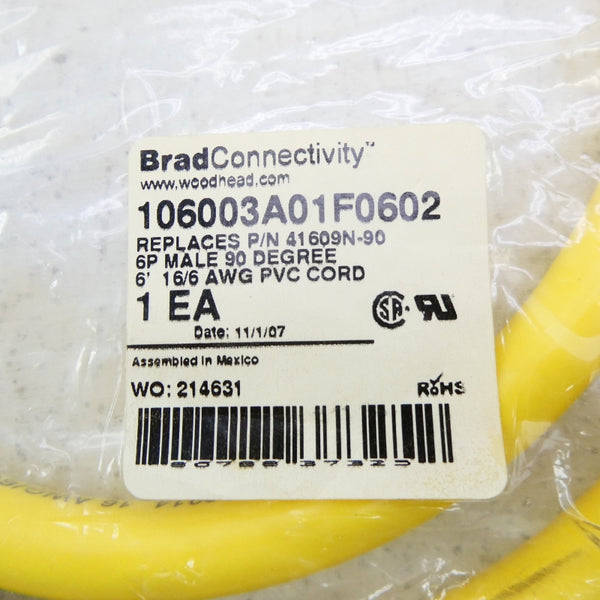 BradConnectivity™
www.woodhead.com
106003A01F0602
REPLACES P/N 41609N-90
6P MALE 90 DEGREE
6' 16/6 AWG PVC CORD
1 EA
Date: 11/1/07
Assembled in Mexico
WO: 214631
RoHS